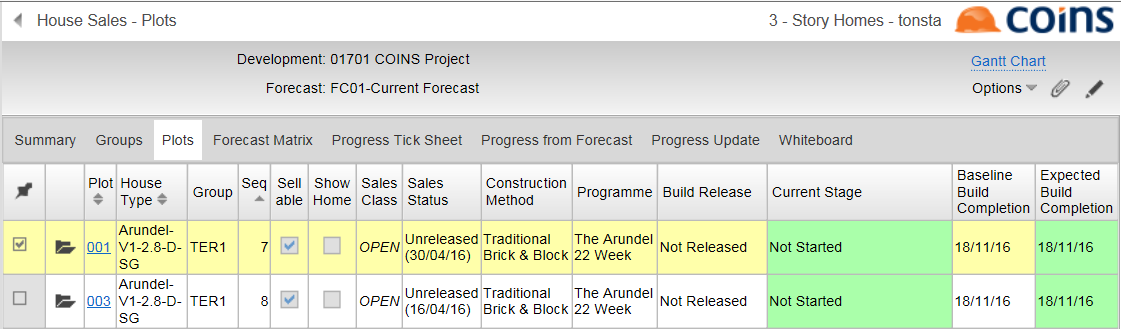 House Sales - Plots
3 - Story Homes - tonsta
coins
Development: 01701 COINS Project
Gantt Chart
Forecast: FC01-Current Forecast
Options
Summary Groups Plots Forecast Matrix Progress Tick Sheet Progress from Forecast Progress Update Whiteboard
Plot House Type Group Seq Sell able Show Home Sales Class Sales Status Construction Method Programme Build Release Current Stage Baseline Build Completion Expected Build Completion
001 Arundel-V1-2.8-D-SG TER1 7 OPEN Unreleased (30/04/16) Traditional Brick & Block The Arundel 22 Week Not Released Not Started 18/11/16 18/11/16
003 Arundel-V1-2.8-D-SG TER1 8 OPEN Unreleased (16/04/16) Traditional Brick & Block The Arundel 22 Week Not Released Not Started 18/11/16 18/11/16